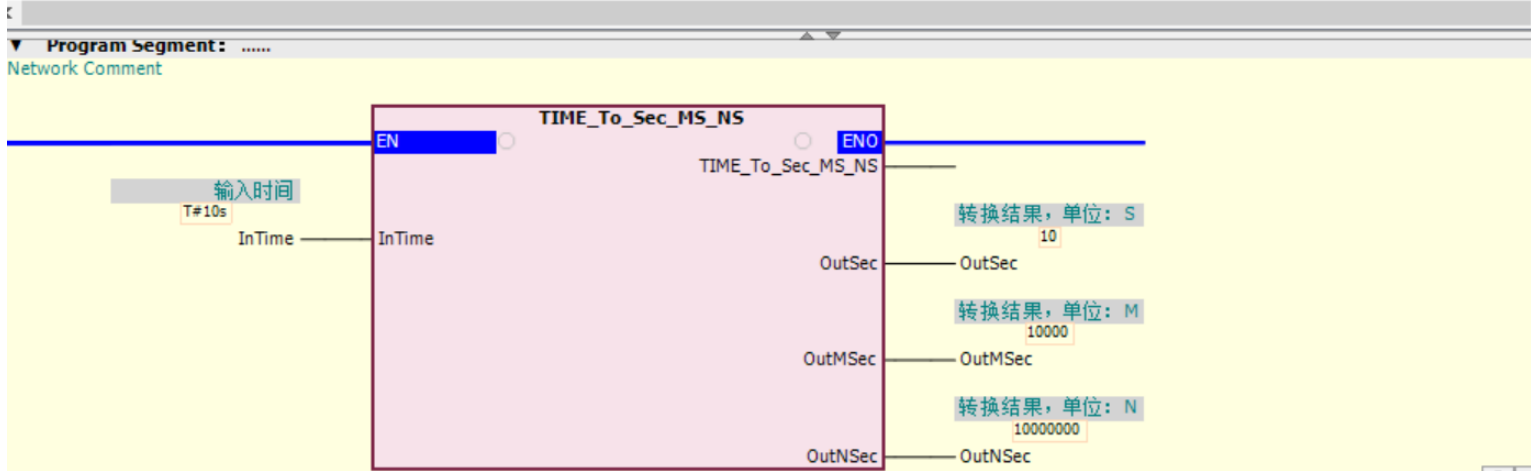 Program Segment: ......
Network Comment
TIME_To_Sec_MS_NS
EN
ENO
TIME_To_Sec_MS_NS
输入时间
T#10s
InTime
InTime
转换结果，单位：S
10
OutSec
OutSec
转换结果，单位：M
10000
OutMSec
OutMSec
转换结果，单位：N
10000000
OutNSec
OutNSec